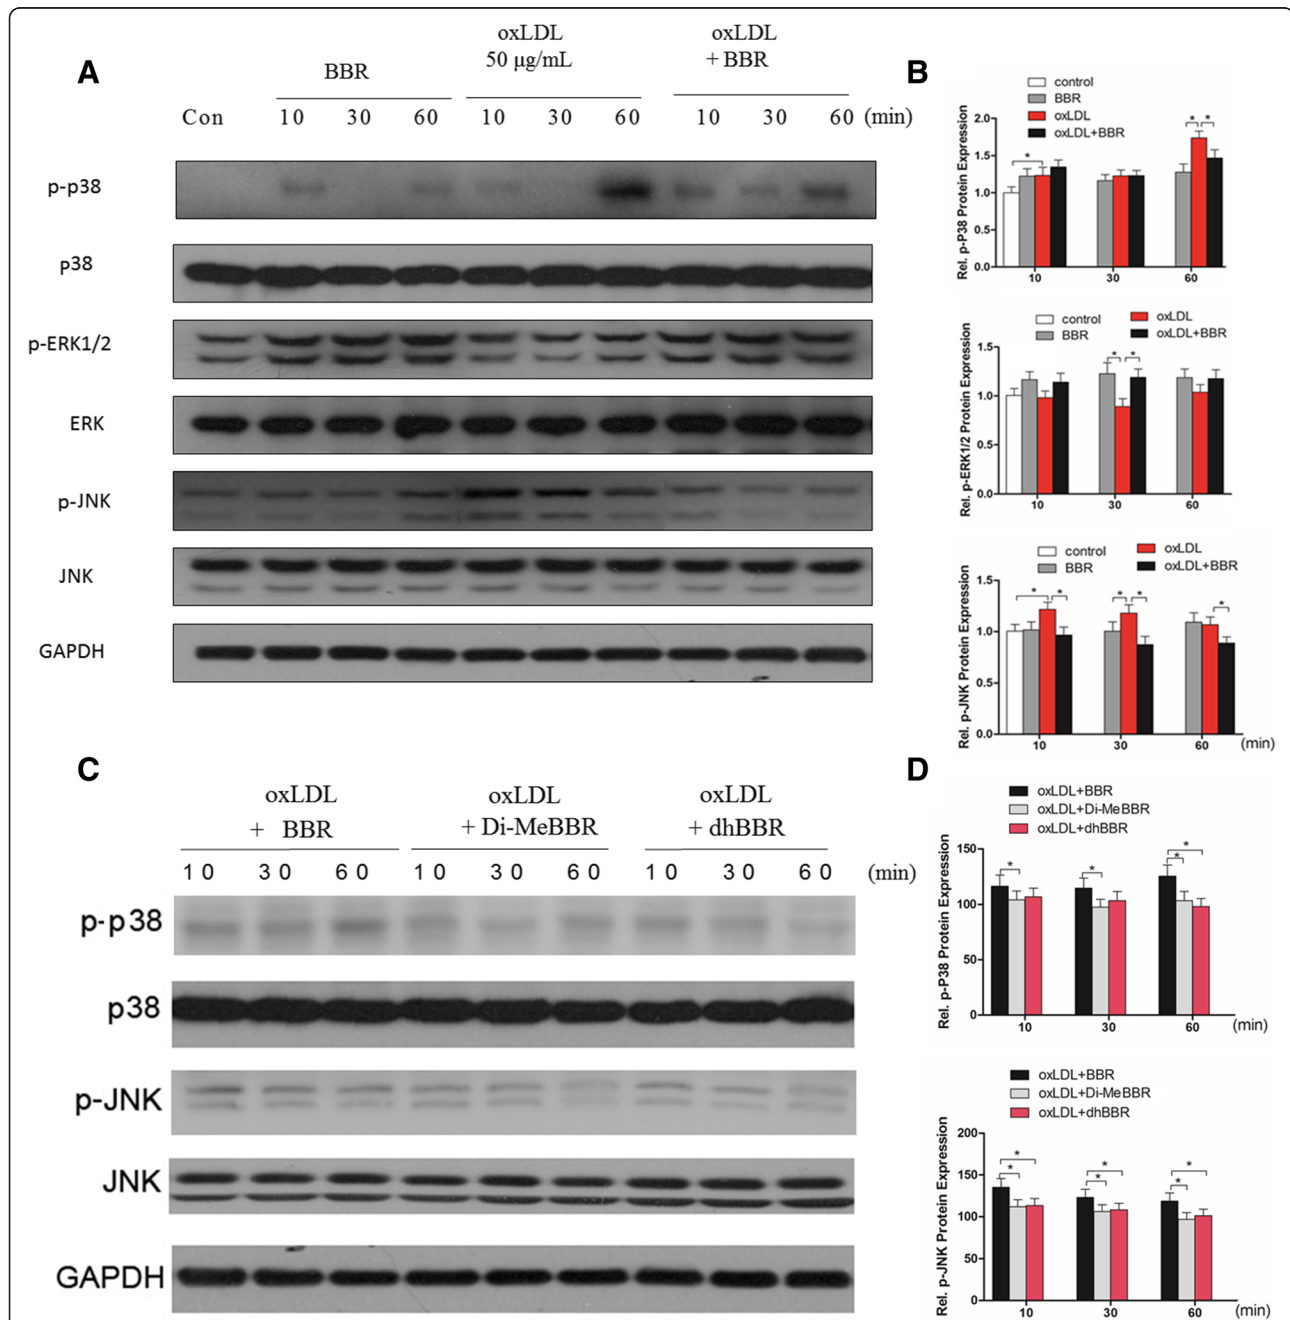 A
BBR
oxLDL
50 µg/mL
oxLDL
+ BBR
Con 10 30 60 10 30 60 10 30 60 (min)
p-p38
p38
p-ERK1/2
ERK
p-JNK
JNK
GAPDH
B
control
BBR
oxLDL
oxLDL+BBR
Rel. p-P38 Protein Expression
2.0
1.5
1.0
0.5
0.0
* * *
10 30 60
control
BBR
oxLDL
oxLDL+BBR
Rel. p-ERK1/2 Protein Expression
1.5
1.0
0.5
0.0
* *
10 30 60
control
BBR
oxLDL
oxLDL+BBR
Rel. p-JNK Protein Expression
1.5
1.0
0.5
0.0
* * * * *
10 30 60 (min)
C
oxLDL
+ BBR
oxLDL
+ Di-MeBBR
oxLDL
+ dhBBR
10 30 60 10 30 60 10 30 60 (min)
p-p38
p38
p-JNK
JNK
GAPDH
D
oxLDL+BBR
oxLDL+Di-MeBBR
oxLDL+dhBBR
Rel. p-P38 Protein Expression
150
100
50
0
* * * *
10 30 60 (min)
oxLDL+BBR
oxLDL+Di-MeBBR
oxLDL+dhBBR
Rel. p-JNK Protein Expression
200
150
100
50
0
* * * * * *
10 30 60 (min)